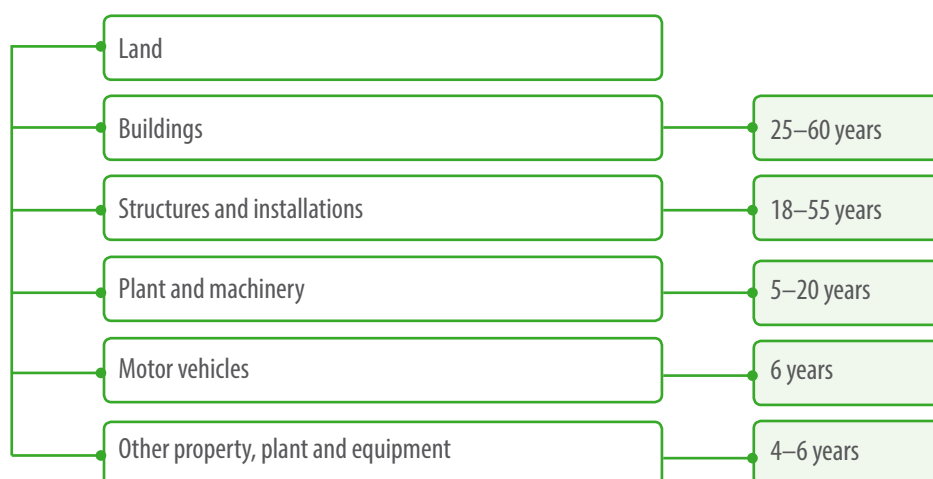 Land
Buildings 25–60 years
Structures and installations 18–55 years
Plant and machinery 5–20 years
Motor vehicles 6 years
Other property, plant and equipment 4–6 years